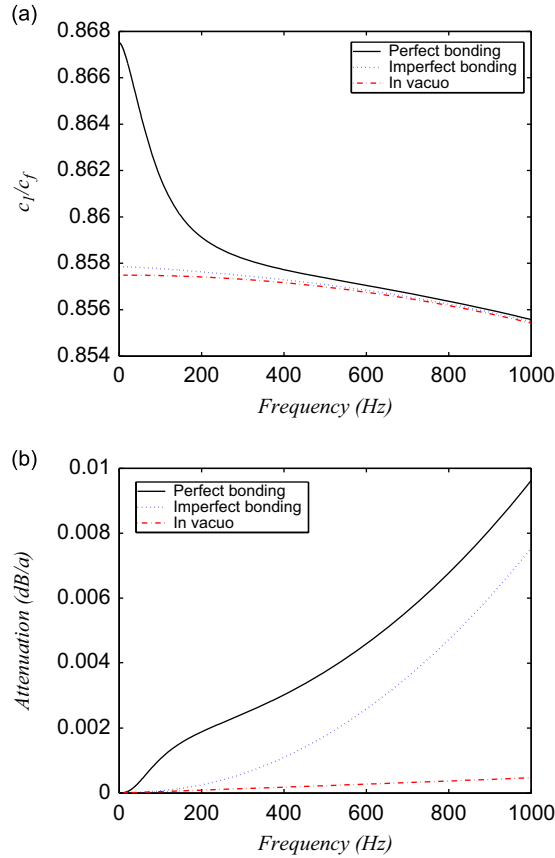 (a)
0.868
0.866
0.864
0.862
0.86
0.858
0.856
0.854
c1/cf
Perfect bonding
Imperfect bonding
In vacuo
0 200 400 600 800 1000
Frequency (Hz)
(b)
0.01
0.008
0.006
0.004
0.002
0
Attenuation (dB/a)
Perfect bonding
Imperfect bonding
In vacuo
0 200 400 600 800 1000
Frequency (Hz)